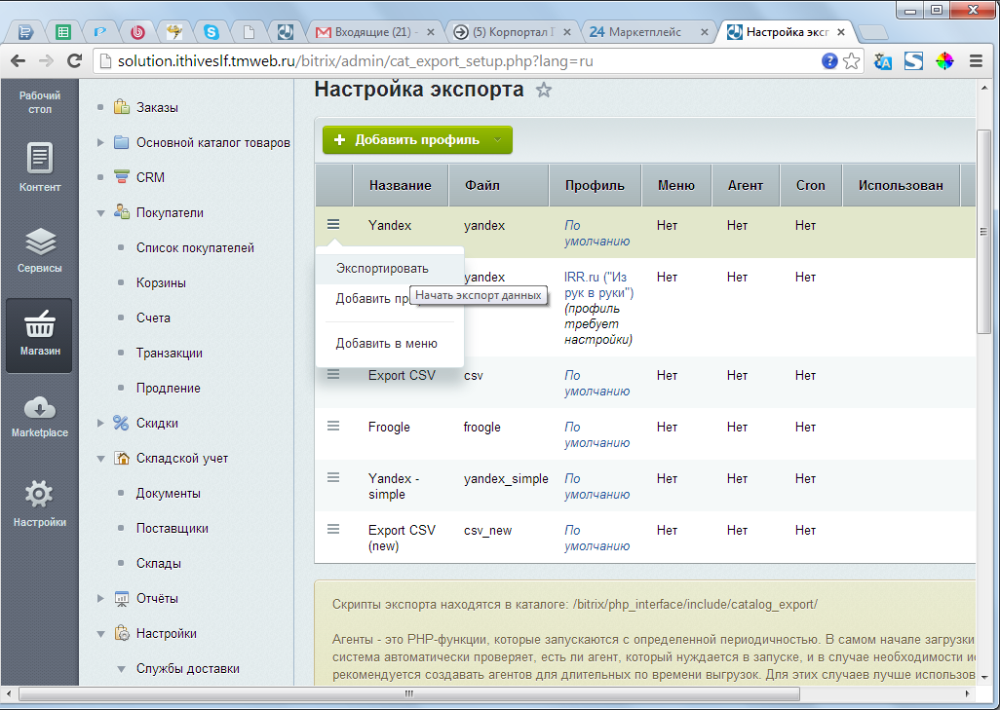 Входящие (21) -
(5) Корпортал
24 Маркетплейс
Настройка эксп
solution.ithiveslf.tmweb.ru/bitrix/admin/cat_export_setup.php?lang=ru
Рабочий
стол
Контент
Сервисы
Магазин
Marketplace
Настройки
Заказы
Основной каталог товаров
CRM
Покупатели
Список покупателей
Корзины
Счета
Транзакции
Продление
Скидки
Складской учет
Документы
Поставщики
Склады
Отчёты
Настройки
Службы доставки
Настройка экспорта
Добавить профиль
Название Файл Профиль Меню Агент Cron Использован
Yandex yandex По умолчанию Нет Нет Нет
Экспортировать
Добавить пр
Начать экспорт данных
Добавить в меню
yandex IRR.ru ("Из рук в руки") (профиль требует настройки) Нет Нет Нет
Export CSV csv По умолчанию Нет Нет Нет
Froogle froogle По умолчанию Нет Нет Нет
Yandex - simple yandex_simple По умолчанию Нет Нет Нет
Export CSV (new) csv_new По умолчанию Нет Нет Нет
Скрипты экспорта находятся в каталоге: /bitrix/php_interface/include/catalog_export/
Агенты - это PHP-функции, которые запускаются с определенной периодичностью. В самом начале загрузки
система автоматически проверяет, есть ли агент, который нуждается в запуске, и в случае необходимости ис
рекомендуется создавать агентов для длительных по времени выгрузок. Для этих случаев лучше использов